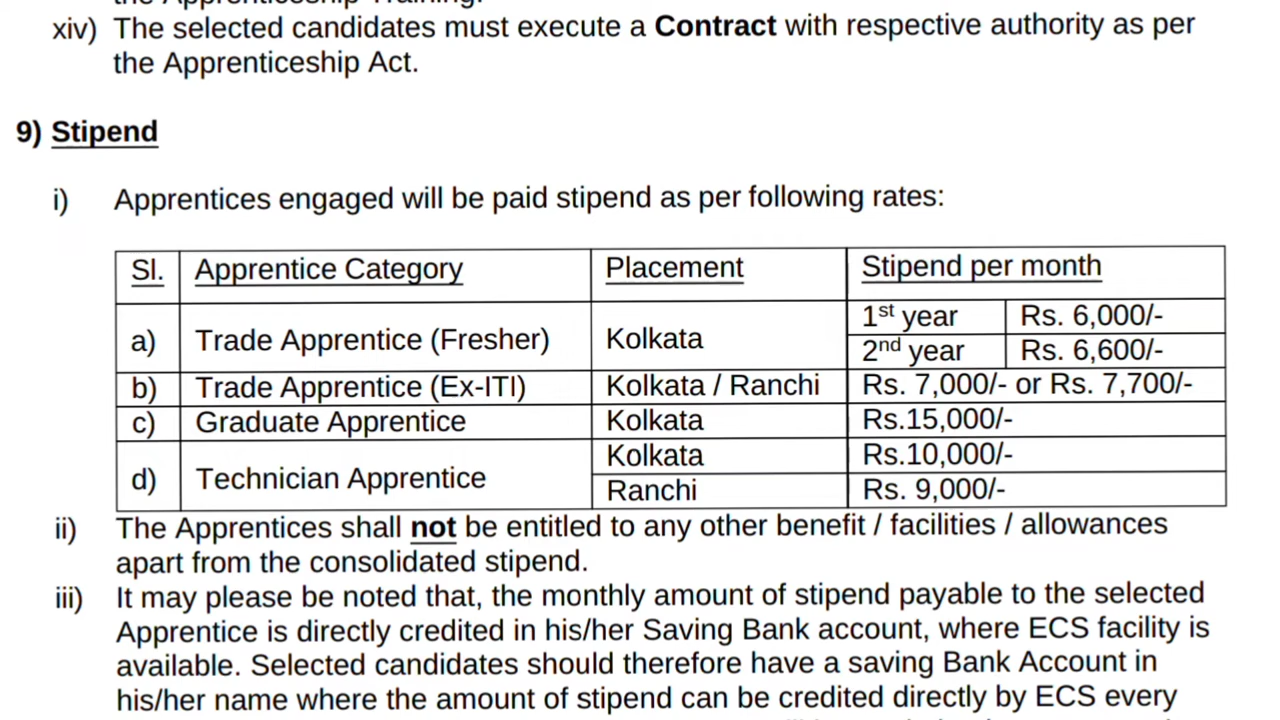 the Apprenticeship Training.
xiv) The selected candidates must execute a Contract with respective authority as per
the Apprenticeship Act.
9) Stipend
i) Apprentices engaged will be paid stipend as per following rates:
Sl. Apprentice Category Placement Stipend per month
a) Trade Apprentice (Fresher) Kolkata 1st year Rs. 6,000/-
2nd year Rs. 6,600/-
b) Trade Apprentice (Ex-ITI) Kolkata / Ranchi Rs. 7,000/- or Rs. 7,700/-
c) Graduate Apprentice Kolkata Rs.15,000/-
d) Technician Apprentice Kolkata Rs.10,000/-
Ranchi Rs. 9,000/-
ii) The Apprentices shall not be entitled to any other benefit / facilities / allowances
apart from the consolidated stipend.
iii) It may please be noted that, the monthly amount of stipend payable to the selected
Apprentice is directly credited in his/her Saving Bank account, where ECS facility is
available. Selected candidates should therefore have a saving Bank Account in
his/her name where the amount of stipend can be credited directly by ECS every